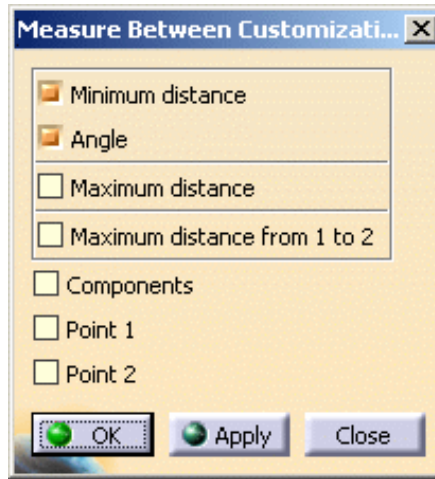 Measure Between Customizati...
Minimum distance
Angle
Maximum distance
Maximum distance from 1 to 2
Components
Point 1
Point 2
OK Apply Close